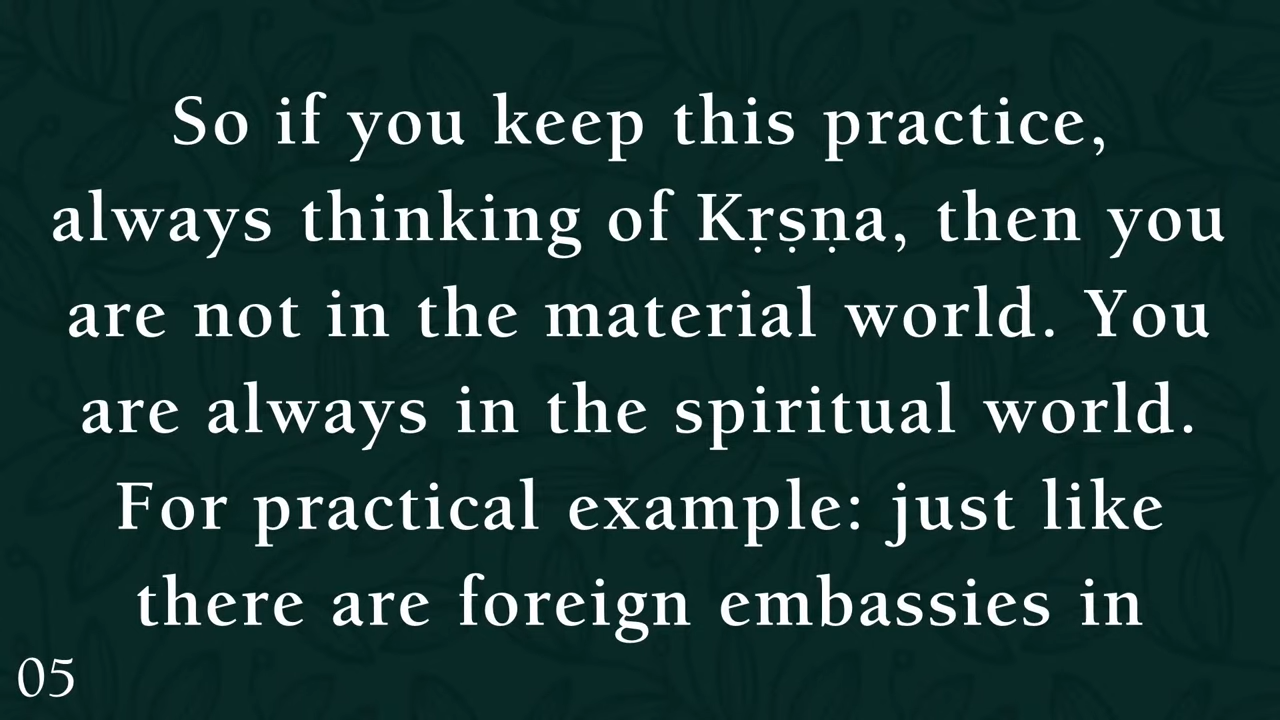 So if you keep this practice,
always thinking of Kṛṣṇa, then you
are not in the material world. You
are always in the spiritual world.
For practical example: just like
there are foreign embassies in
05